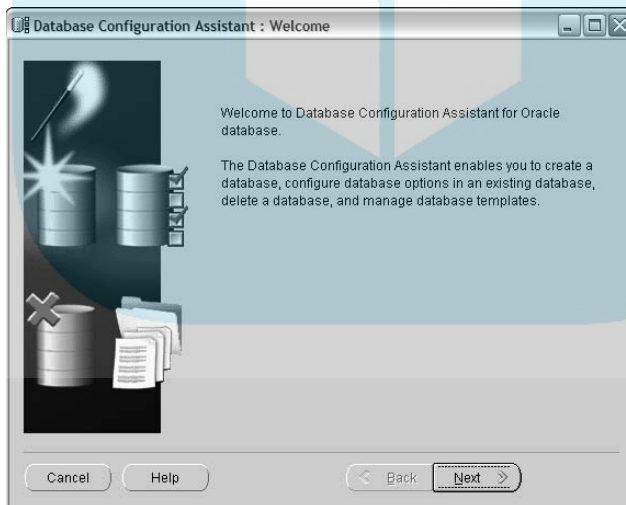 Database Configuration Assistant : Welcome
Welcome to Database Configuration Assistant for Oracle
database.
The Database Configuration Assistant enables you to create a
database, configure database options in an existing database,
delete a database, and manage database templates.
Cancel
Help
Back
Next